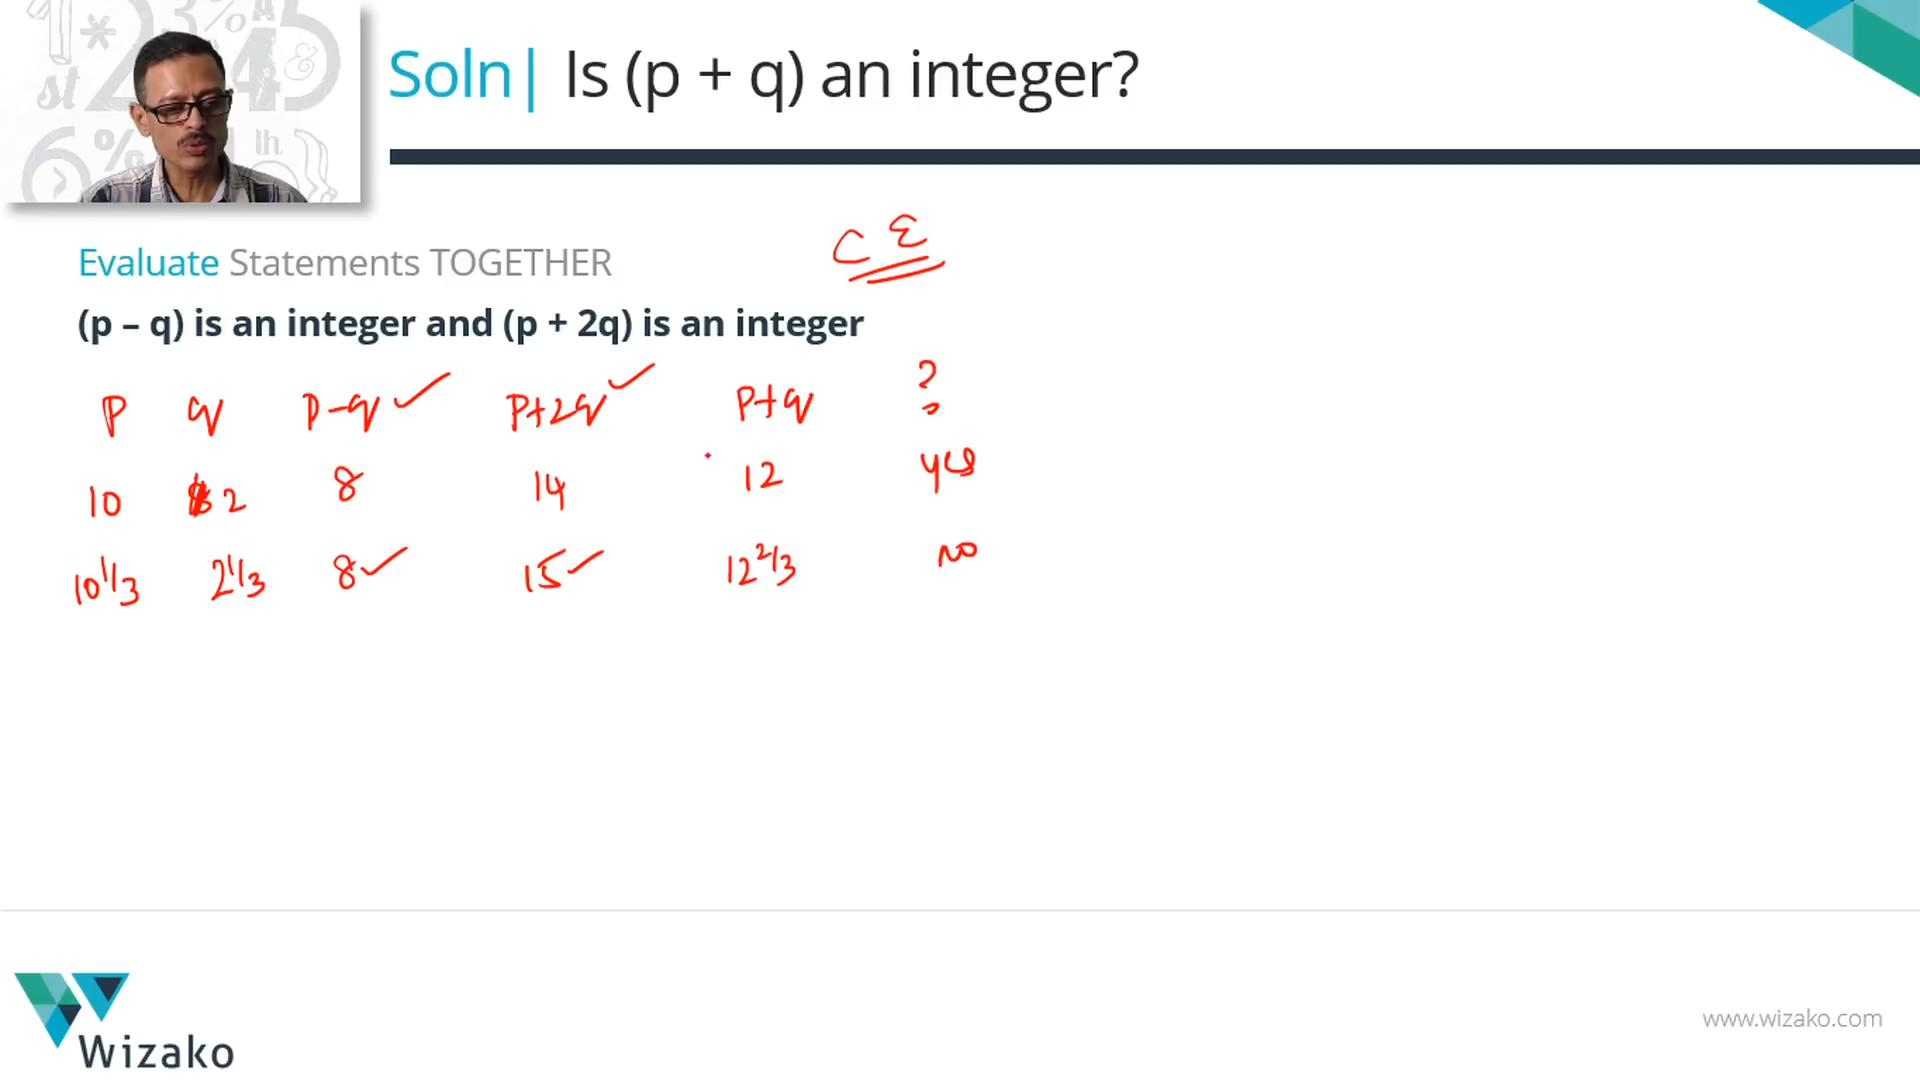 Soln| Is (p + q) an integer?
C E
Evaluate Statements TOGETHER
(p – q) is an integer and (p + 2q) is an integer
P q P-q ✓ P+2q ✓ P+q ?
10 2 8 14 12 yes
10 1/3 2 1/3 8 ✓ 15 ✓ 12 2/3 no
Wizako
www.wizako.com